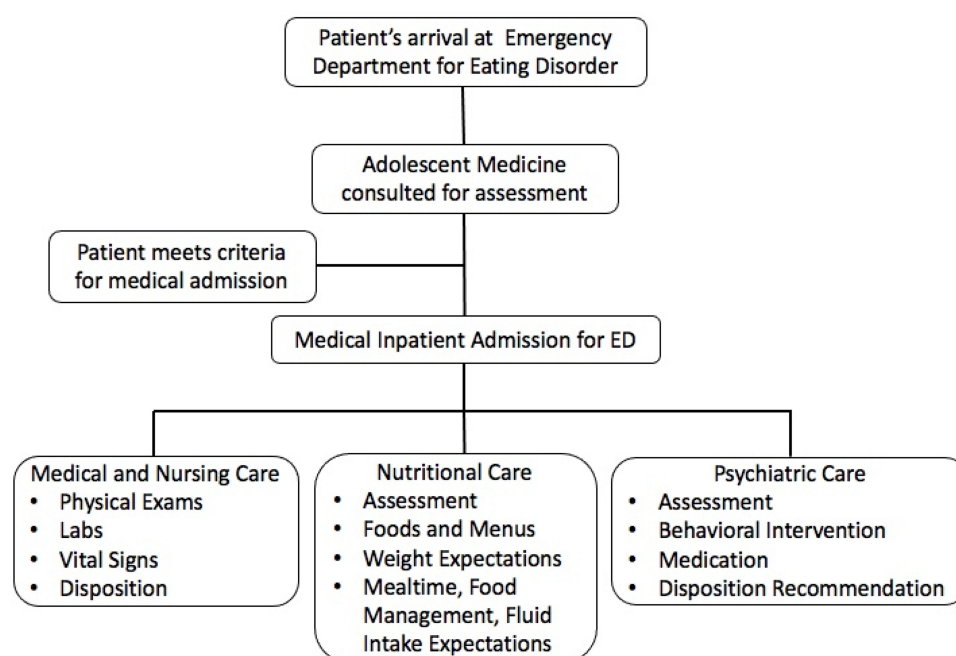 Patient's arrival at Emergency
Department for Eating Disorder
Adolescent Medicine
consulted for assessment
Patient meets criteria
for medical admission
Medical Inpatient Admission for ED
Medical and Nursing Care
• Physical Exams
• Labs
• Vital Signs
• Disposition
Nutritional Care
• Assessment
• Foods and Menus
• Weight Expectations
• Mealtime, Food
Management, Fluid
Intake Expectations
Psychiatric Care
• Assessment
• Behavioral Intervention
• Medication
• Disposition Recommendation